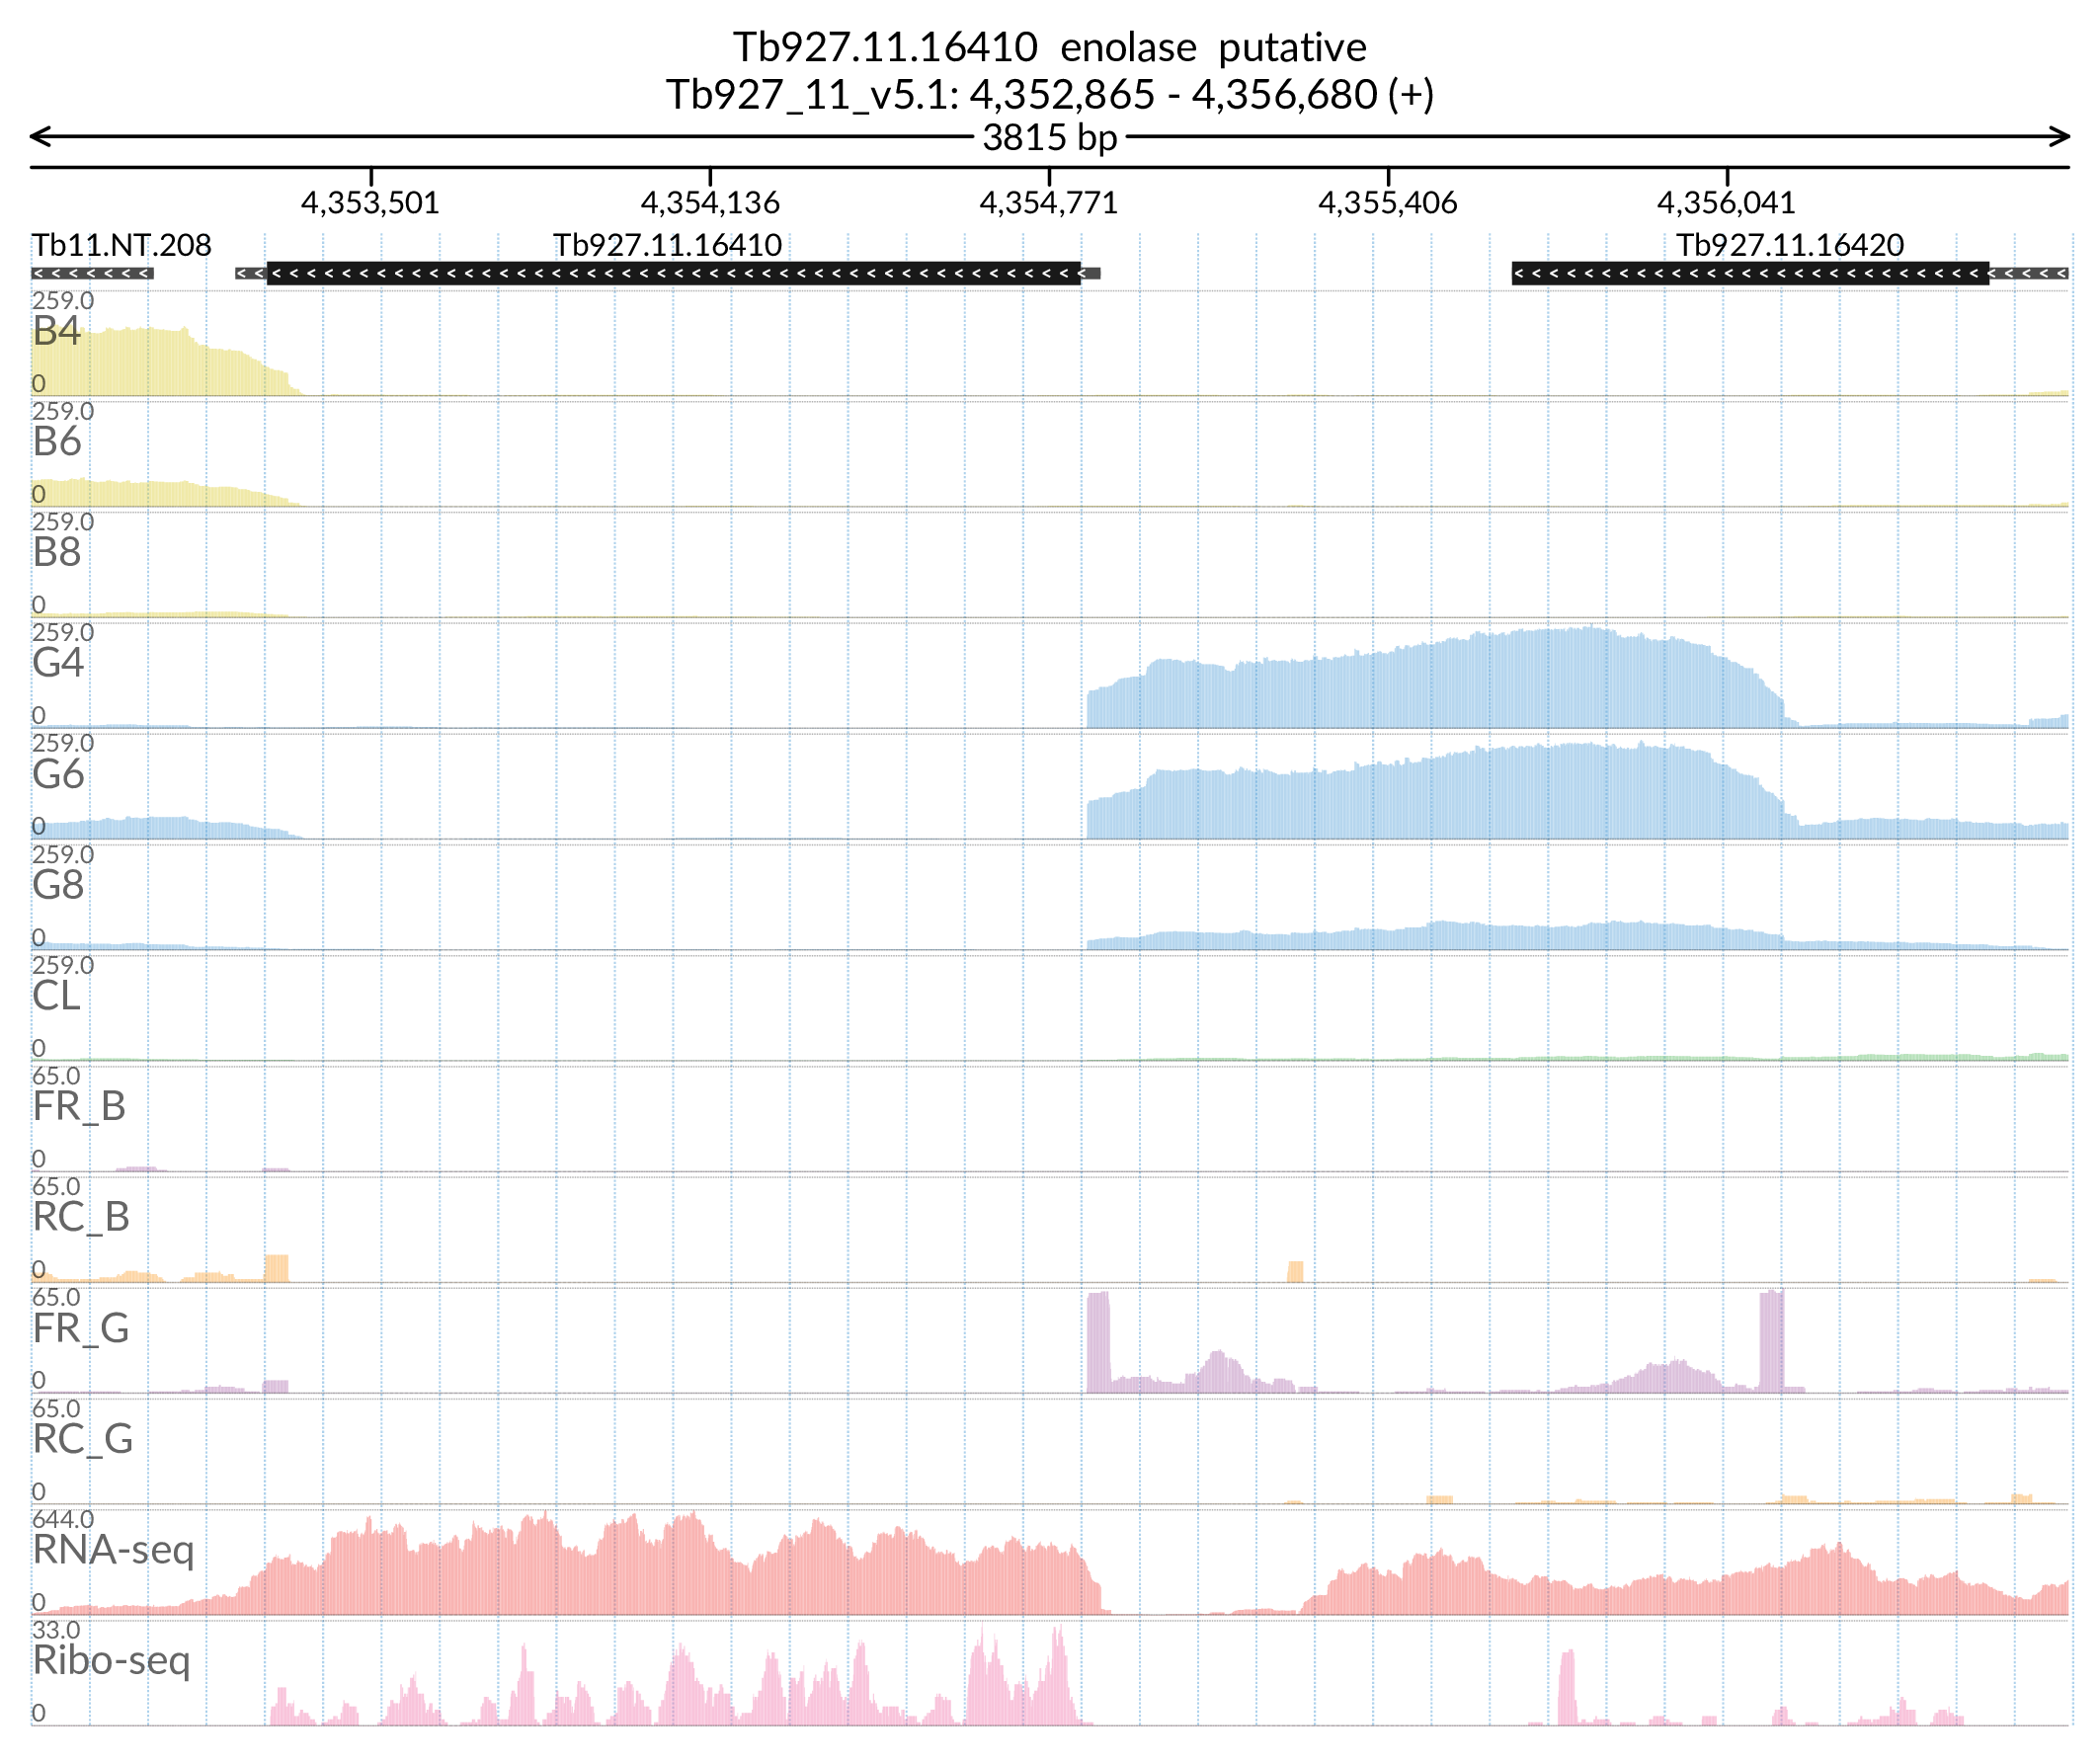 Tb927.11.16410 enolase putative
Tb927_11_v5.1: 4,352,865 - 4,356,680 (+)
3815 bp
4,353,501 4,354,136 4,354,771 4,355,406 4,356,041
Tb11.NT.208 Tb927.11.16410 Tb927.11.16420
259.0
B4
0
259.0
B6
0
259.0
B8
0
259.0
G4
0
259.0
G6
0
259.0
G8
0
259.0
CL
0
65.0
FR_B
0
65.0
RC_B
0
65.0
FR_G
0
65.0
RC_G
0
644.0
RNA-seq
0
33.0
Ribo-seq
0